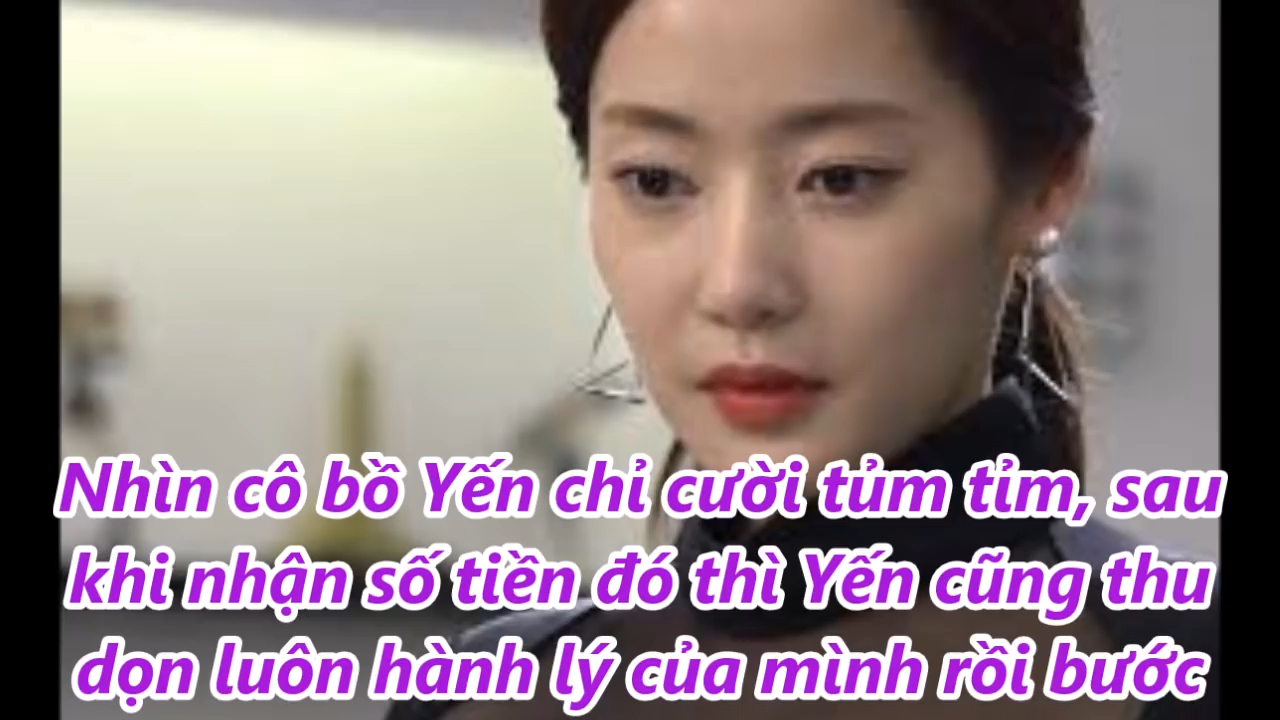 Nhìn cô bồ Yến chỉ cười tủm tỉm, sau
khi nhận số tiền đó thì Yến cũng thu
dọn luôn hành lý của mình rồi bước